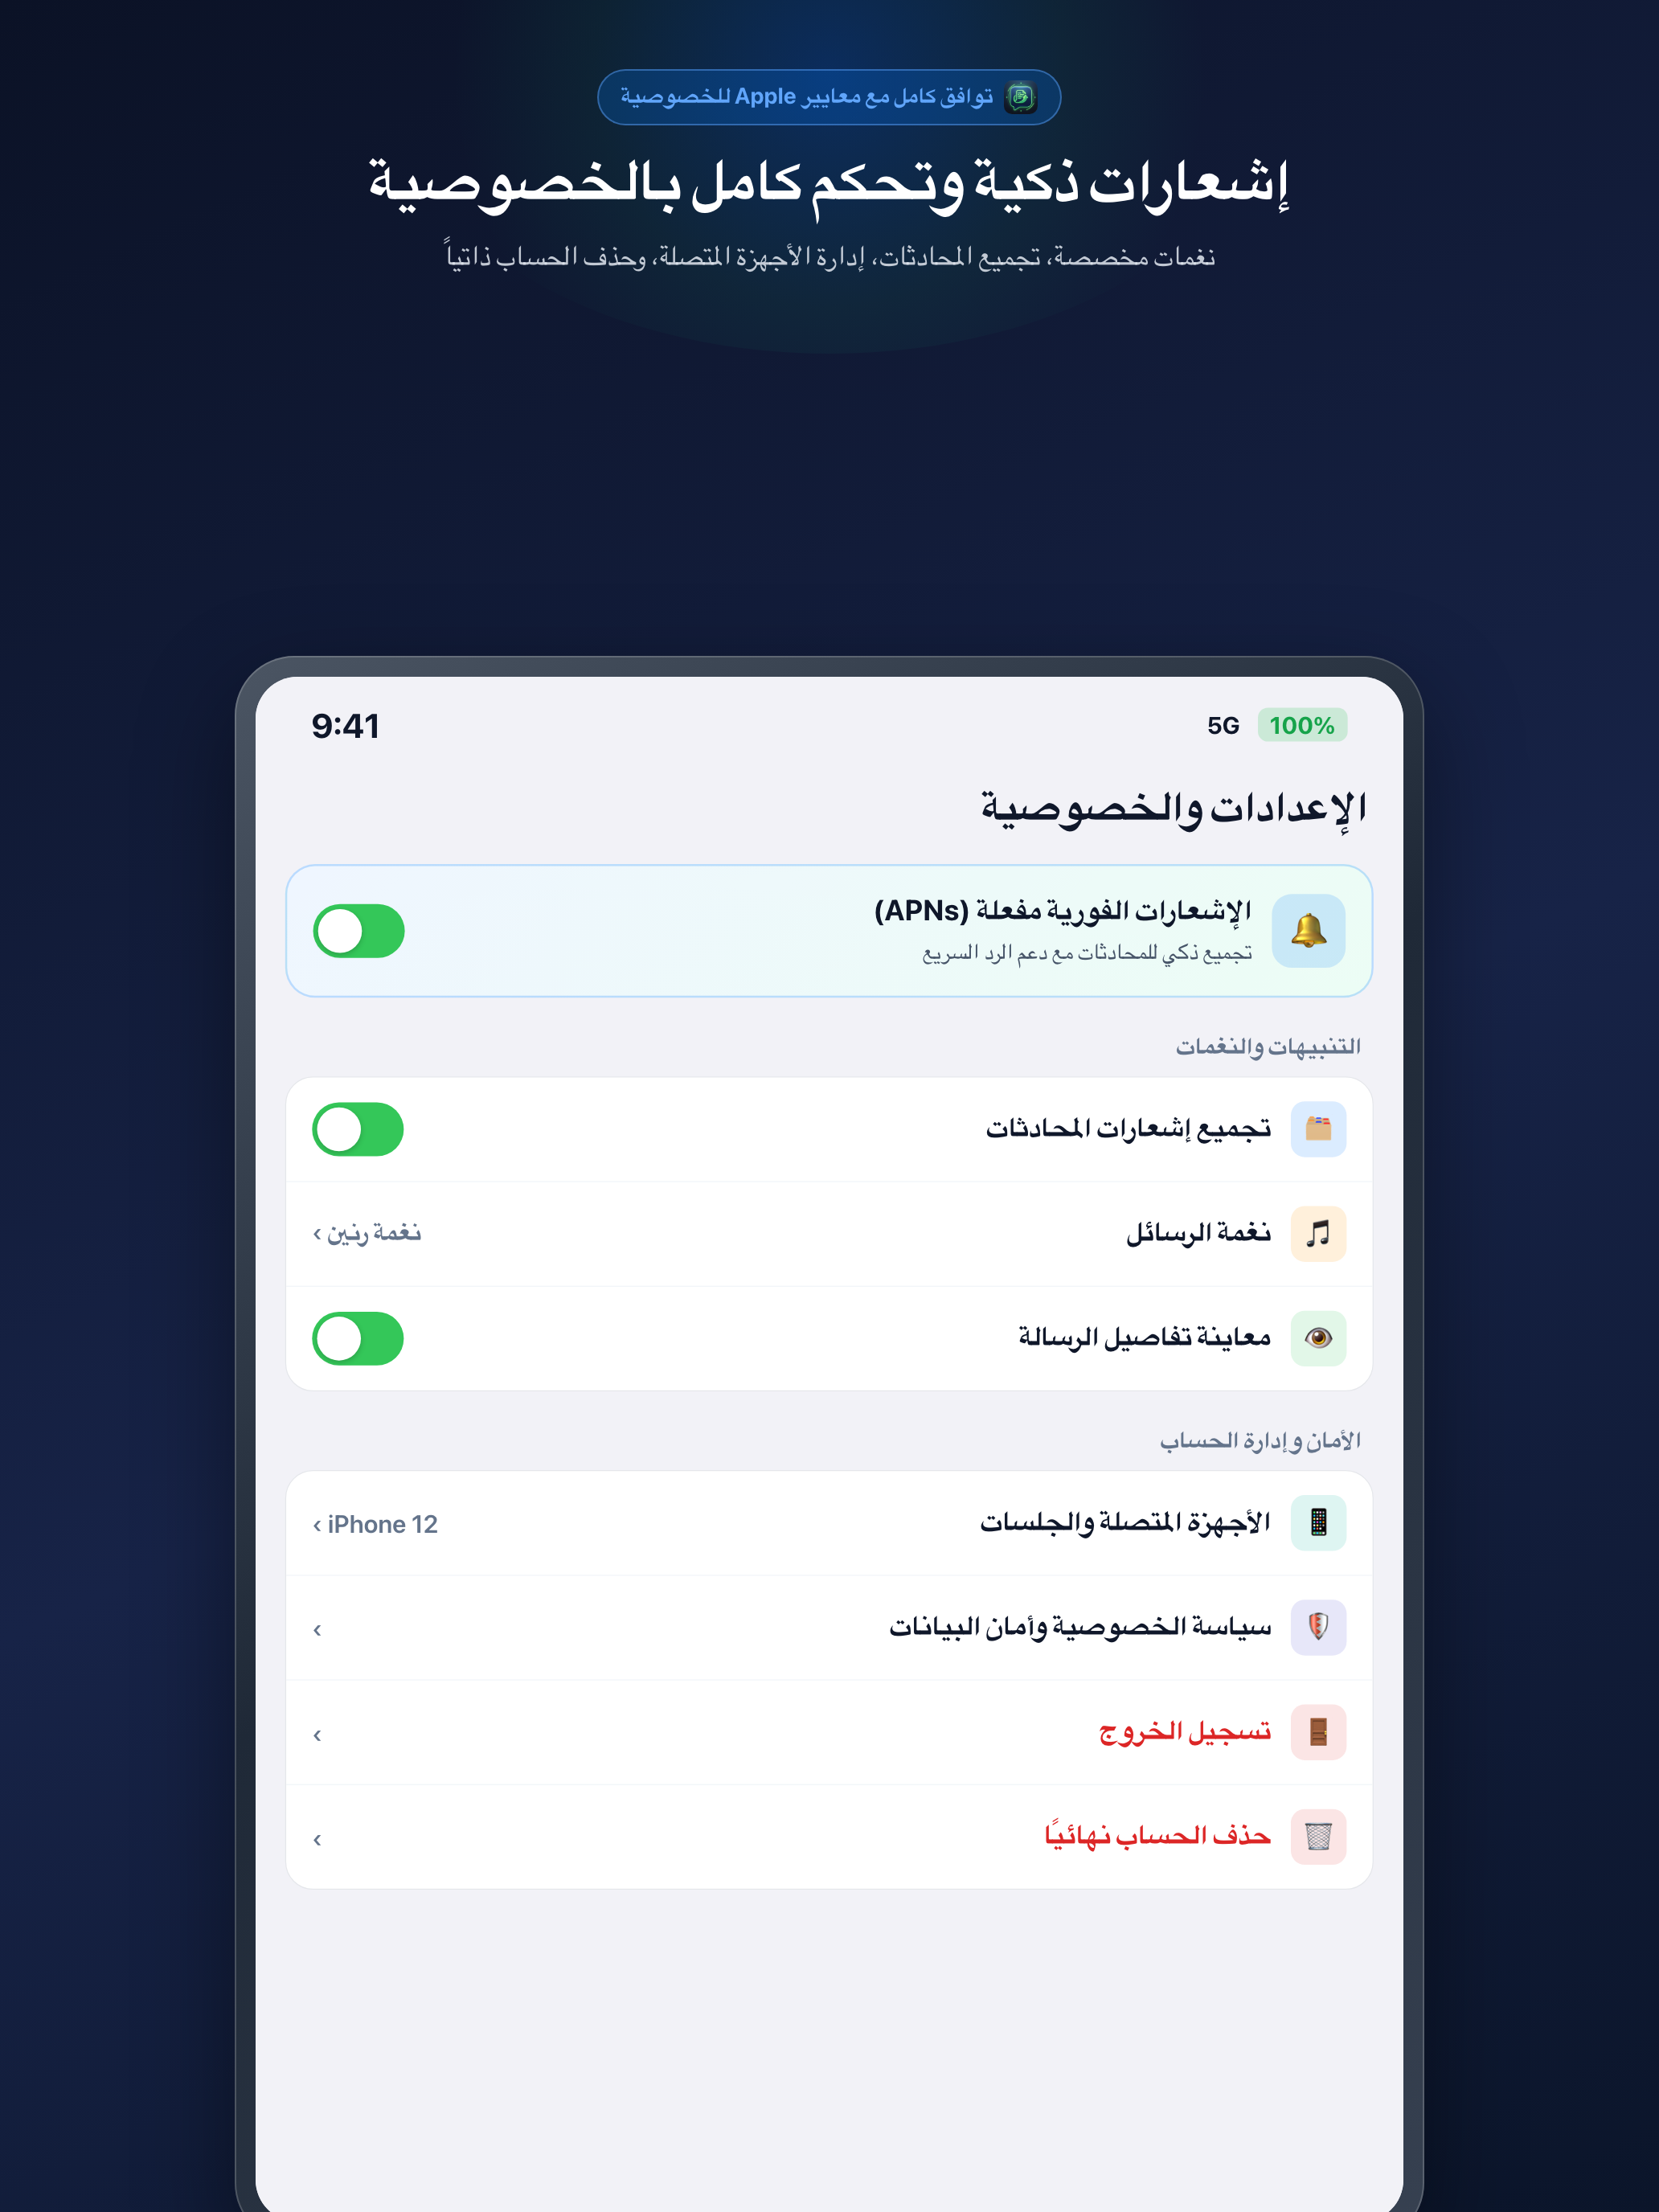 توافق كامل مع معايير Apple للخصوصية
إشعارات ذكية وتحكم كامل بالخصوصية
نغمات مخصصة، تجميع المحادثات، إدارة الأجهزة المتصلة، وحذف الحساب ذاتياً
9:41
5G 100%
الإعدادات والخصوصية
الإشعارات الفورية مفعلة (APNs)
تجميع ذكي للمحادثات مع دعم الرد السريع
التنبيهات والنغمات
تجميع إشعارات المحادثات
نغمة الرسائل
نغمة رنين ‹
معاينة تفاصيل الرسالة
الأمان وإدارة الحساب
الأجهزة المتصلة والجلسات
‹ iPhone 12
سياسة الخصوصية وأمان البيانات
‹
تسجيل الخروج
‹
حذف الحساب نهائيًا
‹